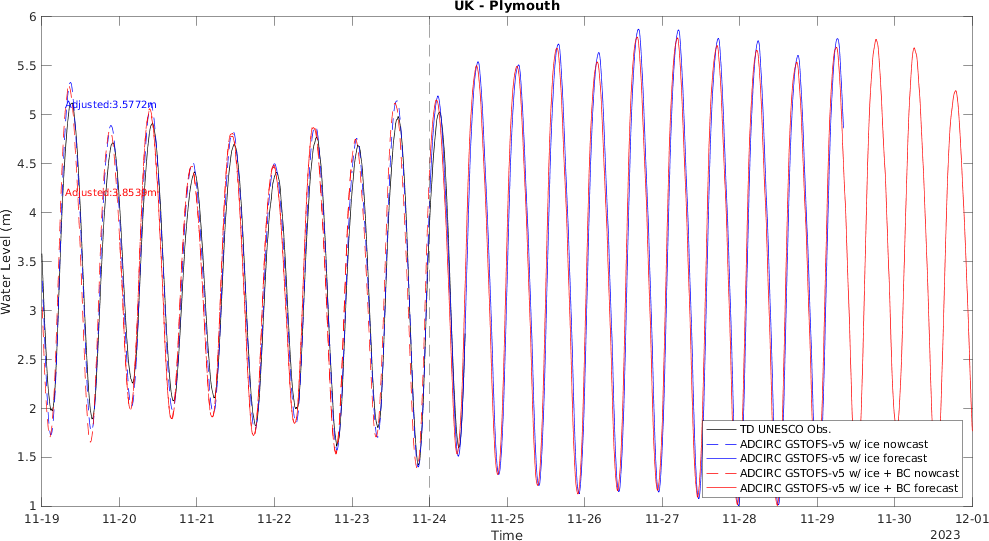 UK - Plymouth
6
5.5
5
4.5
4
3.5
3
2.5
2
1.5
1
Water Level (m)
Adjusted:3.5772m
Adjusted:3.8539m
TD UNESCO Obs.
ADCIRC GSTOFS-v5 w/ ice nowcast
ADCIRC GSTOFS-v5 w/ ice forecast
ADCIRC GSTOFS-v5 w/ ice + BC nowcast
ADCIRC GSTOFS-v5 w/ ice + BC forecast
11-19 11-20 11-21 11-22 11-23 11-24 11-25 11-26 11-27 11-28 11-29 11-30 12-01
Time
2023